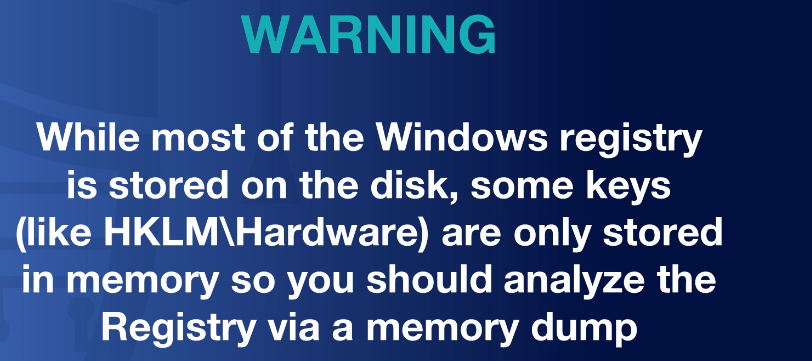 WARNING
While most of the Windows registry
is stored on the disk, some keys
(like HKLM\Hardware) are only stored
in memory so you should analyze the
Registry via a memory dump